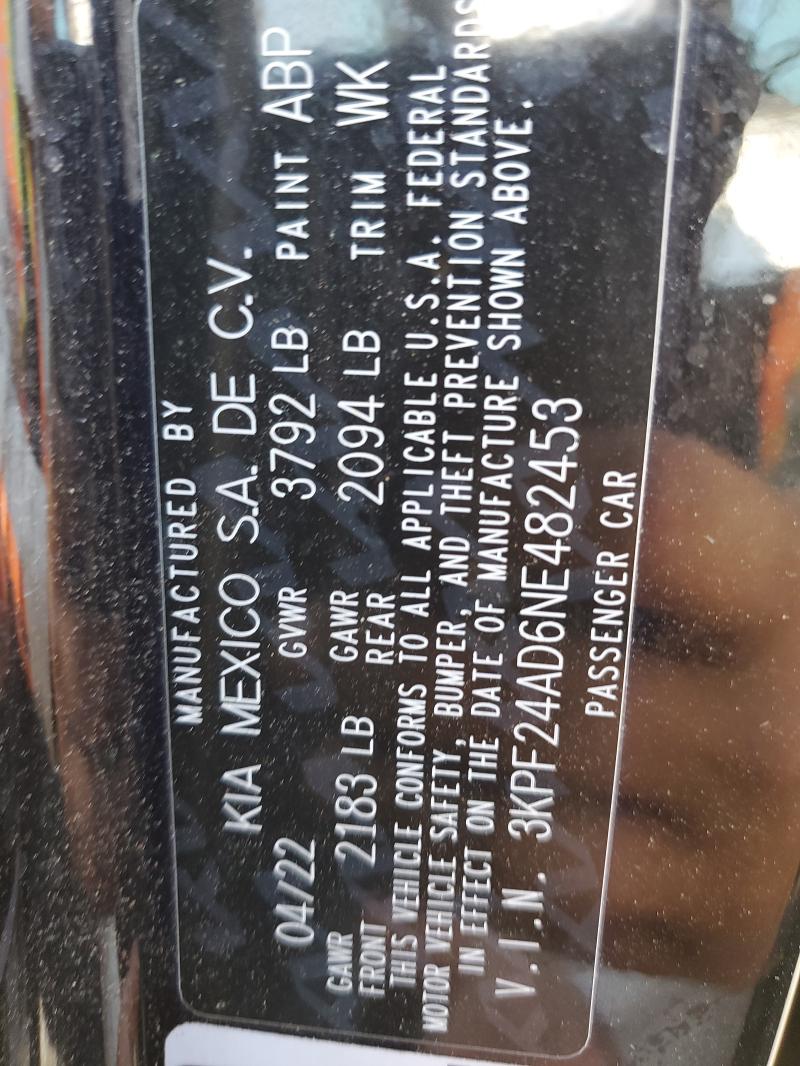 MANUFACTURED BY
KIA MEXICO S.A. DE C.V.
04/22 GVWR 3792 LB PAINT ABP
GAWR FRONT 2183 LB GAWR REAR 2094 LB TRIM WK
THIS VEHICLE CONFORMS TO ALL APPLICABLE U.S.A. FEDERAL
MOTOR VEHICLE SAFETY, BUMPER, AND THEFT PREVENTION STANDARDS
IN EFFECT ON THE DATE OF MANUFACTURE SHOWN ABOVE.
V.I.N. 3KPF24AD6NE482453
PASSENGER CAR